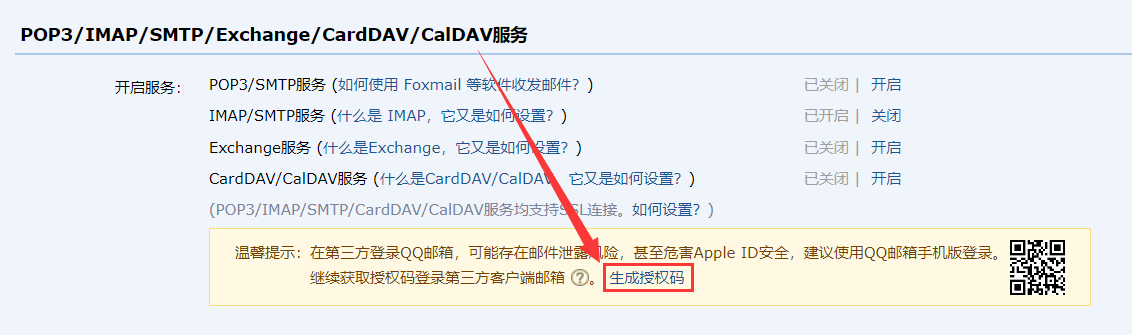 POP3/IMAP/SMTP/Exchange/CardDAV/CalDAV服务
开启服务： POP3/SMTP服务 (如何使用 Foxmail 等软件收发邮件？) 已关闭 | 开启
IMAP/SMTP服务 (什么是 IMAP，它又是如何设置？) 已开启 | 关闭
Exchange服务 (什么是Exchange，它又是如何设置？) 已关闭 | 开启
CardDAV/CalDAV服务 (什么是CardDAV/CalDAV，它又是如何设置？) 已关闭 | 开启
(POP3/IMAP/SMTP/CardDAV/CalDAV服务均支持SSL连接。如何设置？)
温馨提示：在第三方登录QQ邮箱，可能存在邮件泄露风险，甚至危害Apple ID安全，建议使用QQ邮箱手机版登录。
继续获取授权码登录第三方客户端邮箱 ? 。 生成授权码